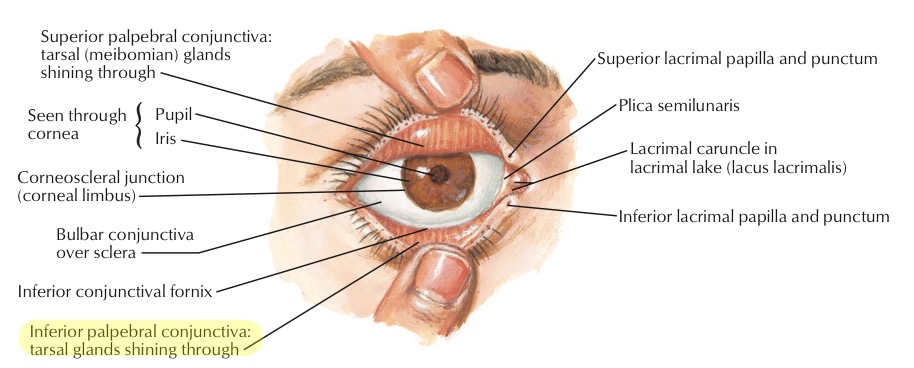 Superior palpebral conjunctiva:
tarsal (meibomian) glands
shining through
Seen through
cornea
Pupil
Iris
Corneoscleral junction
(corneal limbus)
Bulbar conjunctiva
over sclera
Inferior conjunctival fornix
Inferior palpebral conjunctiva:
tarsal glands shining through
Superior lacrimal papilla and punctum
Plica semilunaris
Lacrimal caruncle in
lacrimal lake (lacus lacrimalis)
Inferior lacrimal papilla and punctum